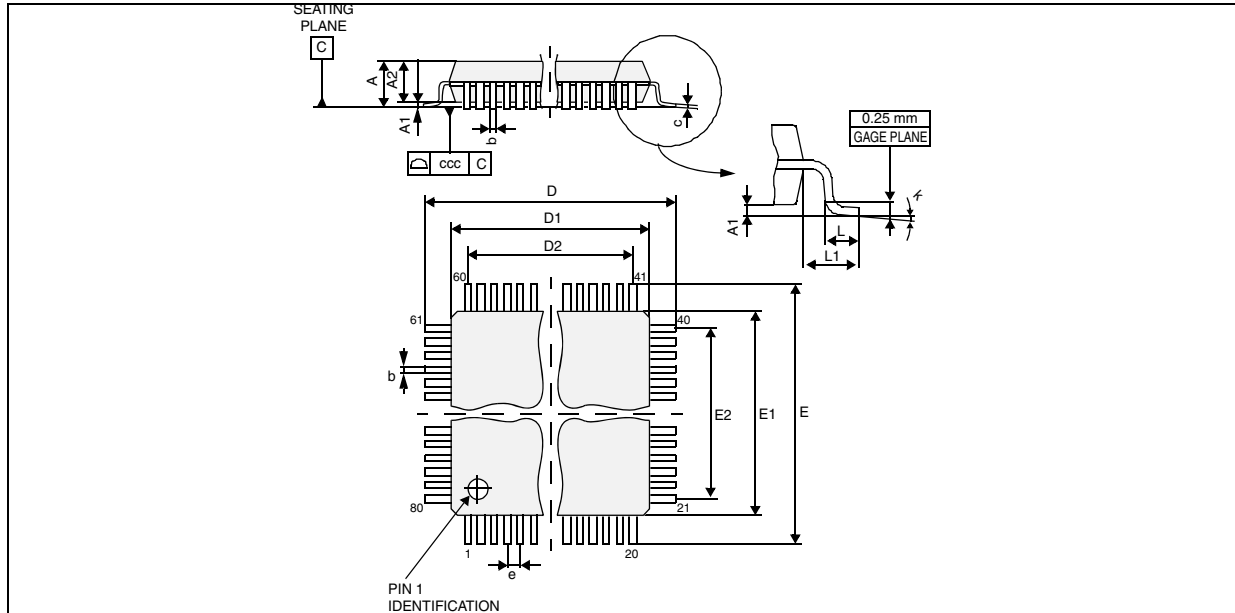 SEATING
PLANE
C
A
A2
A1
b
c
ccc C
0.25 mm
GAGE PLANE
k
A1
L
L1
D
D1
D2
60
41
61
40
b
E2
E1
E
80
21
1
e
20
PIN 1
IDENTIFICATION